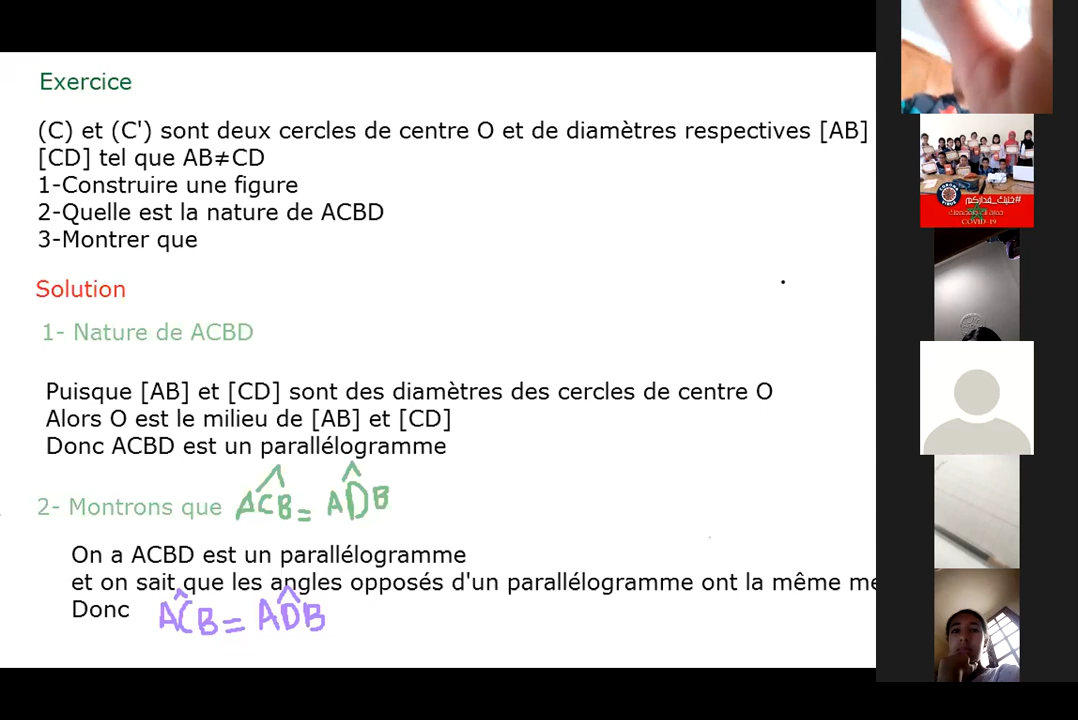 Exercice
(C) et (C') sont deux cercles de centre O et de diamètres respectives [AB]
[CD] tel que AB≠CD
1-Construire une figure
2-Quelle est la nature de ACBD
3-Montrer que
Solution
1- Nature de ACBD
Puisque [AB] et [CD] sont des diamètres des cercles de centre O
Alors O est le milieu de [AB] et [CD]
Donc ACBD est un parallélogramme
2- Montrons que AĈB = AD̂B
On a ACBD est un parallélogramme
et on sait que les angles opposés d'un parallélogramme ont la même me
Donc AĈB = AD̂B
#خليك_فداركم
COVID-19